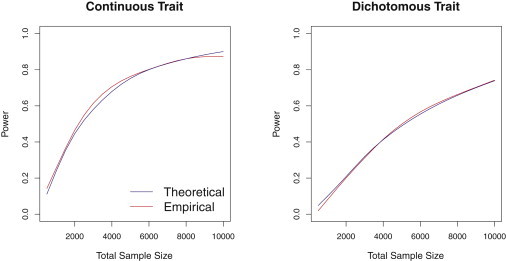 Continuous Trait
Power
1.0
0.8
0.6
0.4
0.2
0.0
Theoretical
Empirical
2000 4000 6000 8000 10000
Total Sample Size
Dichotomous Trait
Power
1.0
0.8
0.6
0.4
0.2
0.0
2000 4000 6000 8000 10000
Total Sample Size